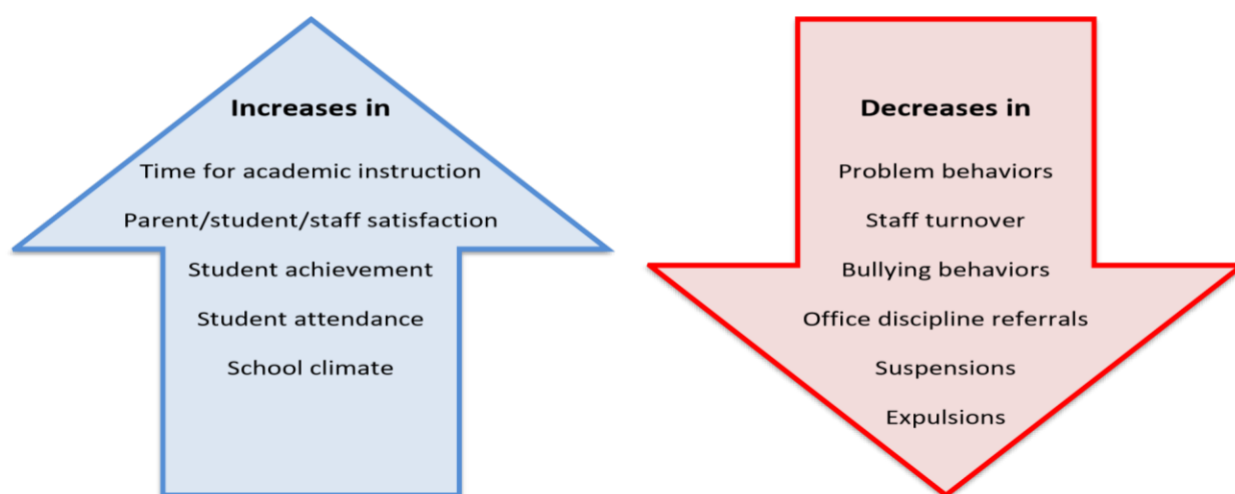 Increases in
Time for academic instruction
Parent/student/staff satisfaction
Student achievement
Student attendance
School climate
Decreases in
Problem behaviors
Staff turnover
Bullying behaviors
Office discipline referrals
Suspensions
Expulsions